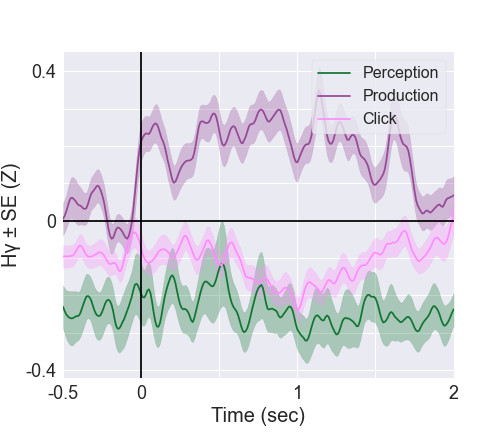 Perception
Production
Click
0.4
0
-0.4
Hγ ± SE (Z)
-0.5
0
1
2
Time (sec)